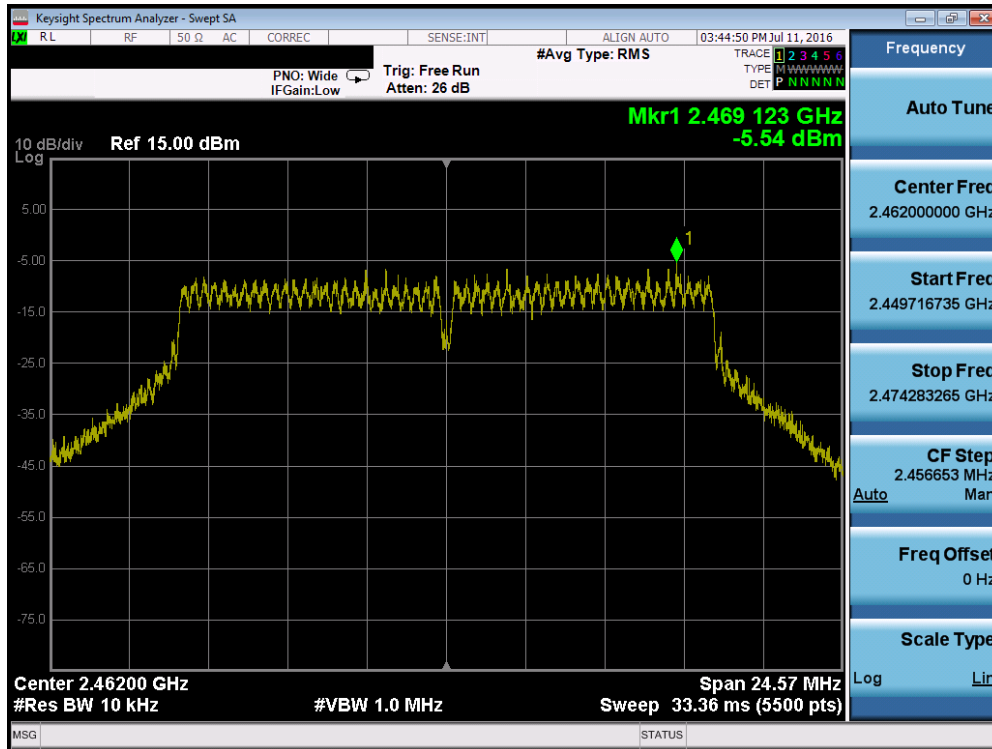 Keysight Spectrum Analyzer - Swept SA
LXI RL RF 50 Ω AC CORREC SENSE:INT ALIGN AUTO 03:44:50 PM Jul 11, 2016
#Avg Type: RMS
TRACE 1 2 3 4 5 6
TYPE M WWWWW
DET P N N N N N
PNO: Wide
IFGain:Low
Trig: Free Run
Atten: 26 dB
Mkr1 2.469 123 GHz
-5.54 dBm
10 dB/div
Log
Ref 15.00 dBm
5.00
-5.00
-15.0
-25.0
-35.0
-45.0
-55.0
-65.0
-75.0
1
Center 2.46200 GHz
#Res BW 10 kHz
#VBW 1.0 MHz
Span 24.57 MHz
Sweep 33.36 ms (5500 pts)
MSG
STATUS
Frequency
Auto Tune
Center Freq
2.462000000 GHz
Start Freq
2.449716735 GHz
Stop Freq
2.474283265 GHz
CF Step
2.456653 MHz
Auto Man
Freq Offset
0 Hz
Scale Type
Log Lin